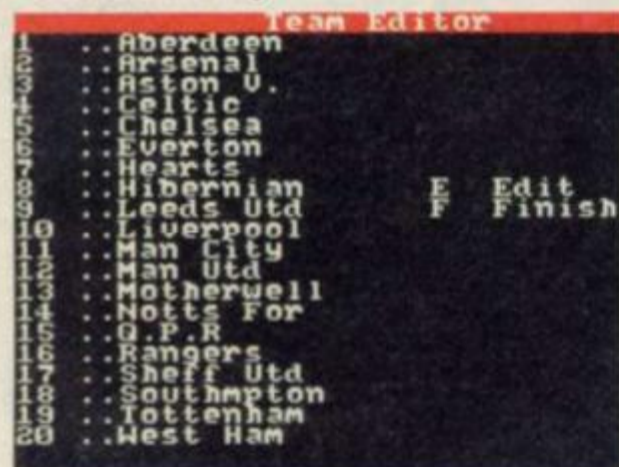 Team Editor
1 ..Aberdeen
2 ..Arsenal
3 ..Aston V.
4 ..Celtic
5 ..Chelsea
6 ..Everton
7 ..Hearts
8 ..Hibernian E Edit
9 ..Leeds Utd F Finish
10 ..Liverpool
11 ..Man City
12 ..Man Utd
13 ..Motherwell
14 ..Notts For
15 ..Q.P.R
16 ..Rangers
17 ..Sheff Utd
18 ..Southmpton
19 ..Tottenham
20 ..West Ham